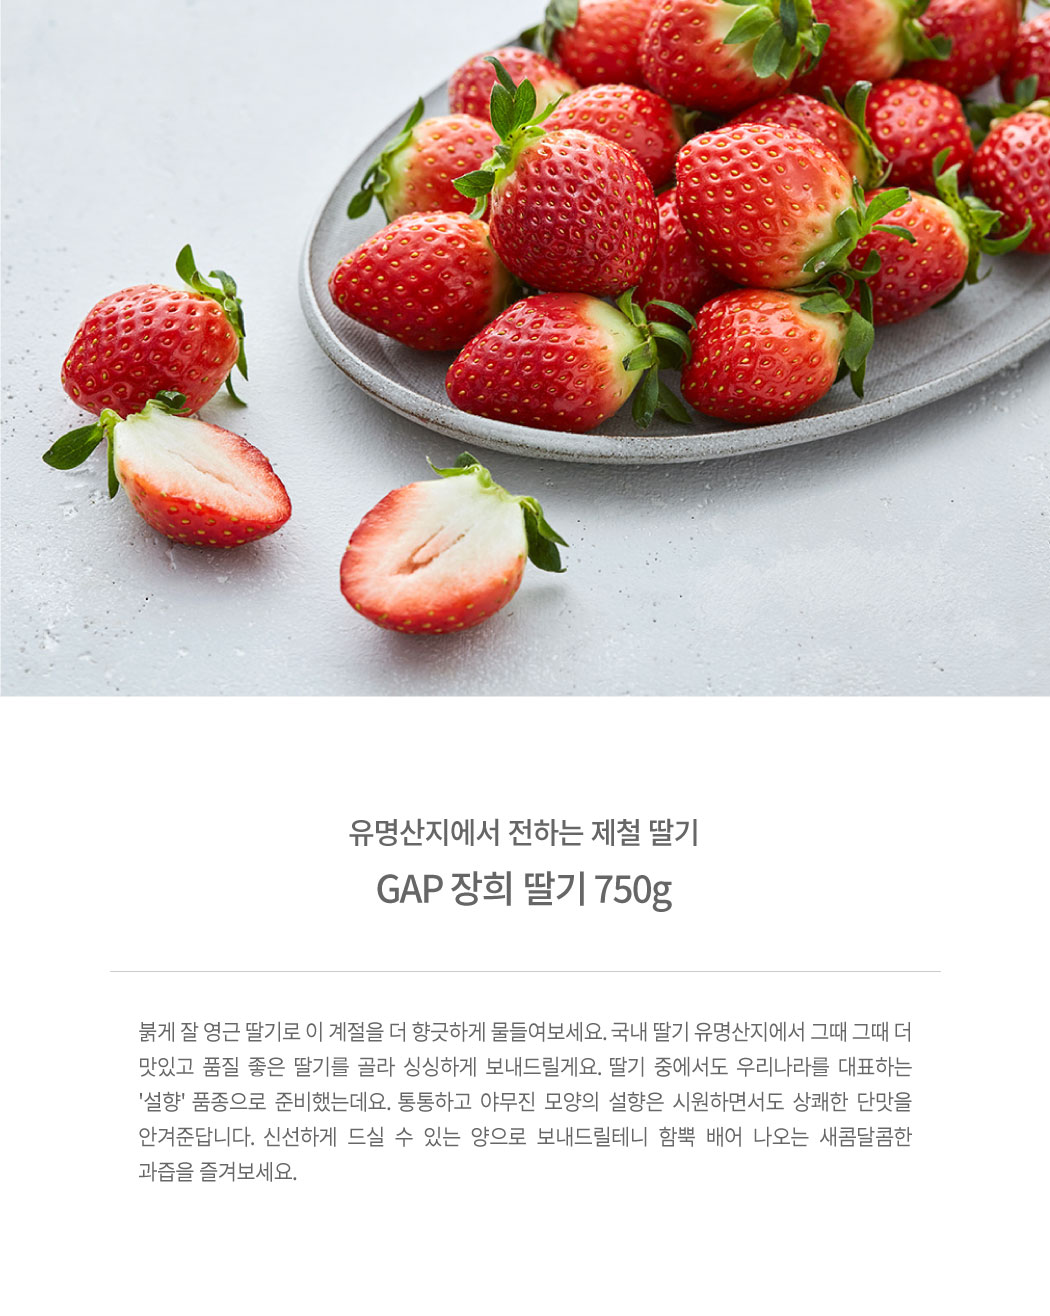 유명산지에서 전하는 제철 딸기
GAP 장희 딸기 750g
붉게 잘 영근 딸기로 이 계절을 더 향긋하게 물들여보세요. 국내 딸기 유명산지에서 그때 그때 더
맛있고 품질 좋은 딸기를 골라 싱싱하게 보내드릴게요. 딸기 중에서도 우리나라를 대표하는
'설향' 품종으로 준비했는데요. 통통하고 야무진 모양의 설향은 시원하면서도 상쾌한 단맛을
안겨준답니다. 신선하게 드실 수 있는 양으로 보내드릴테니 함뿍 배어 나오는 새콤달콤한
과즙을 즐겨보세요.